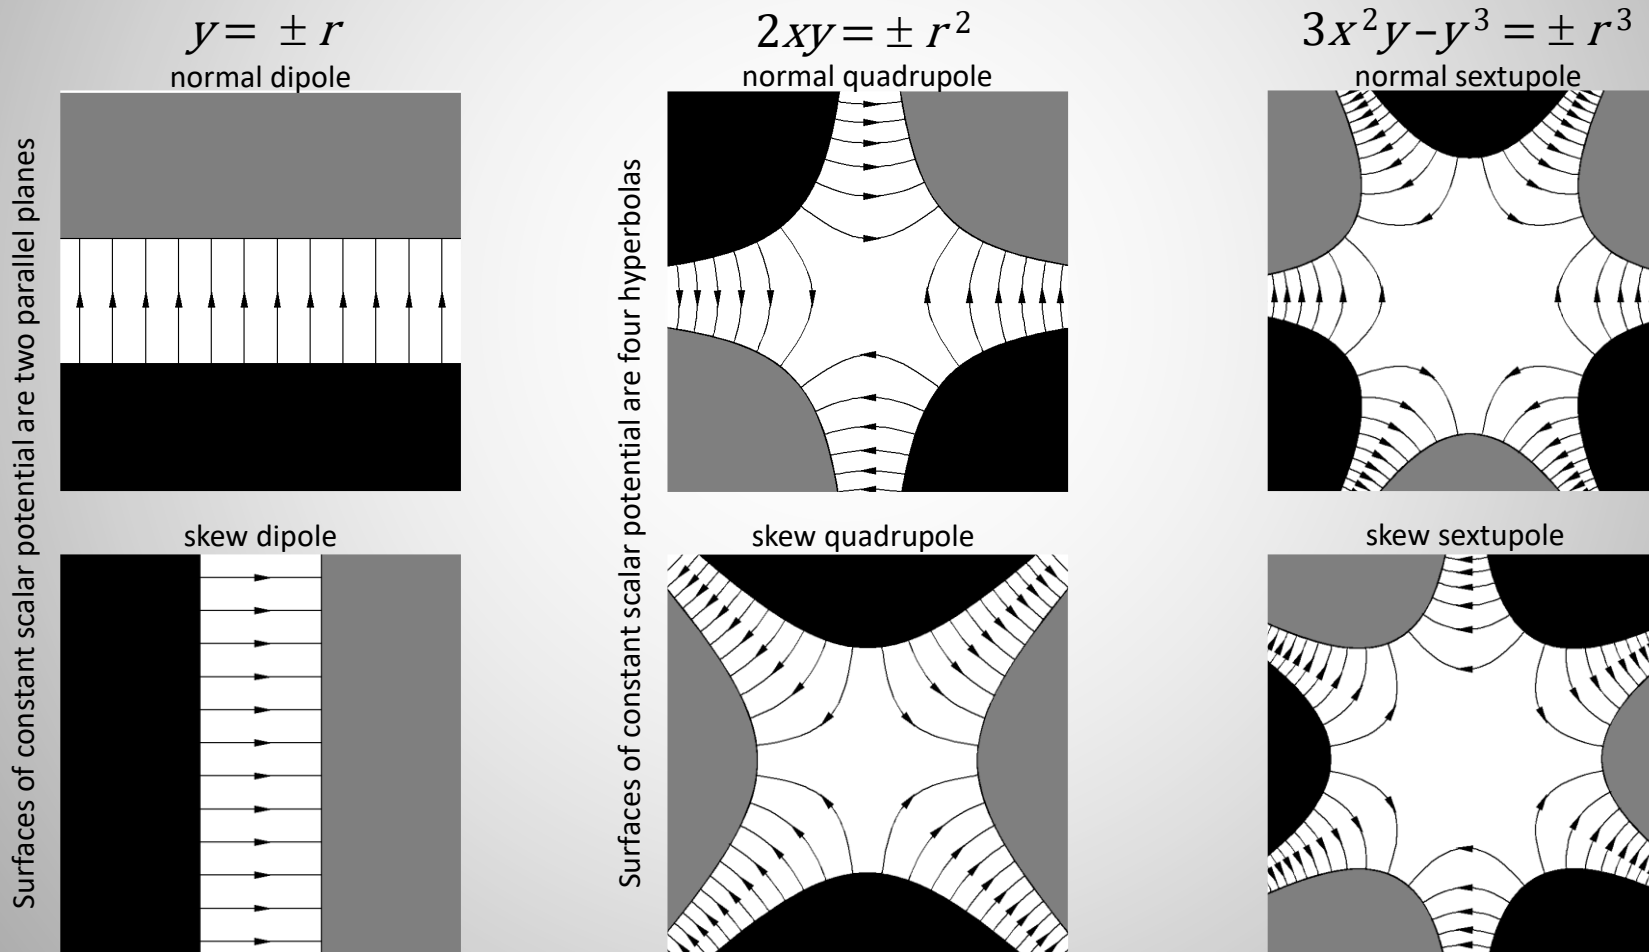 y = ± r
normal dipole
Surfaces of constant scalar potential are two parallel planes
skew dipole
2xy = ± r²
normal quadrupole
Surfaces of constant scalar potential are four hyperbolas
skew quadrupole
3x²y – y³ = ± r³
normal sextupole
skew sextupole